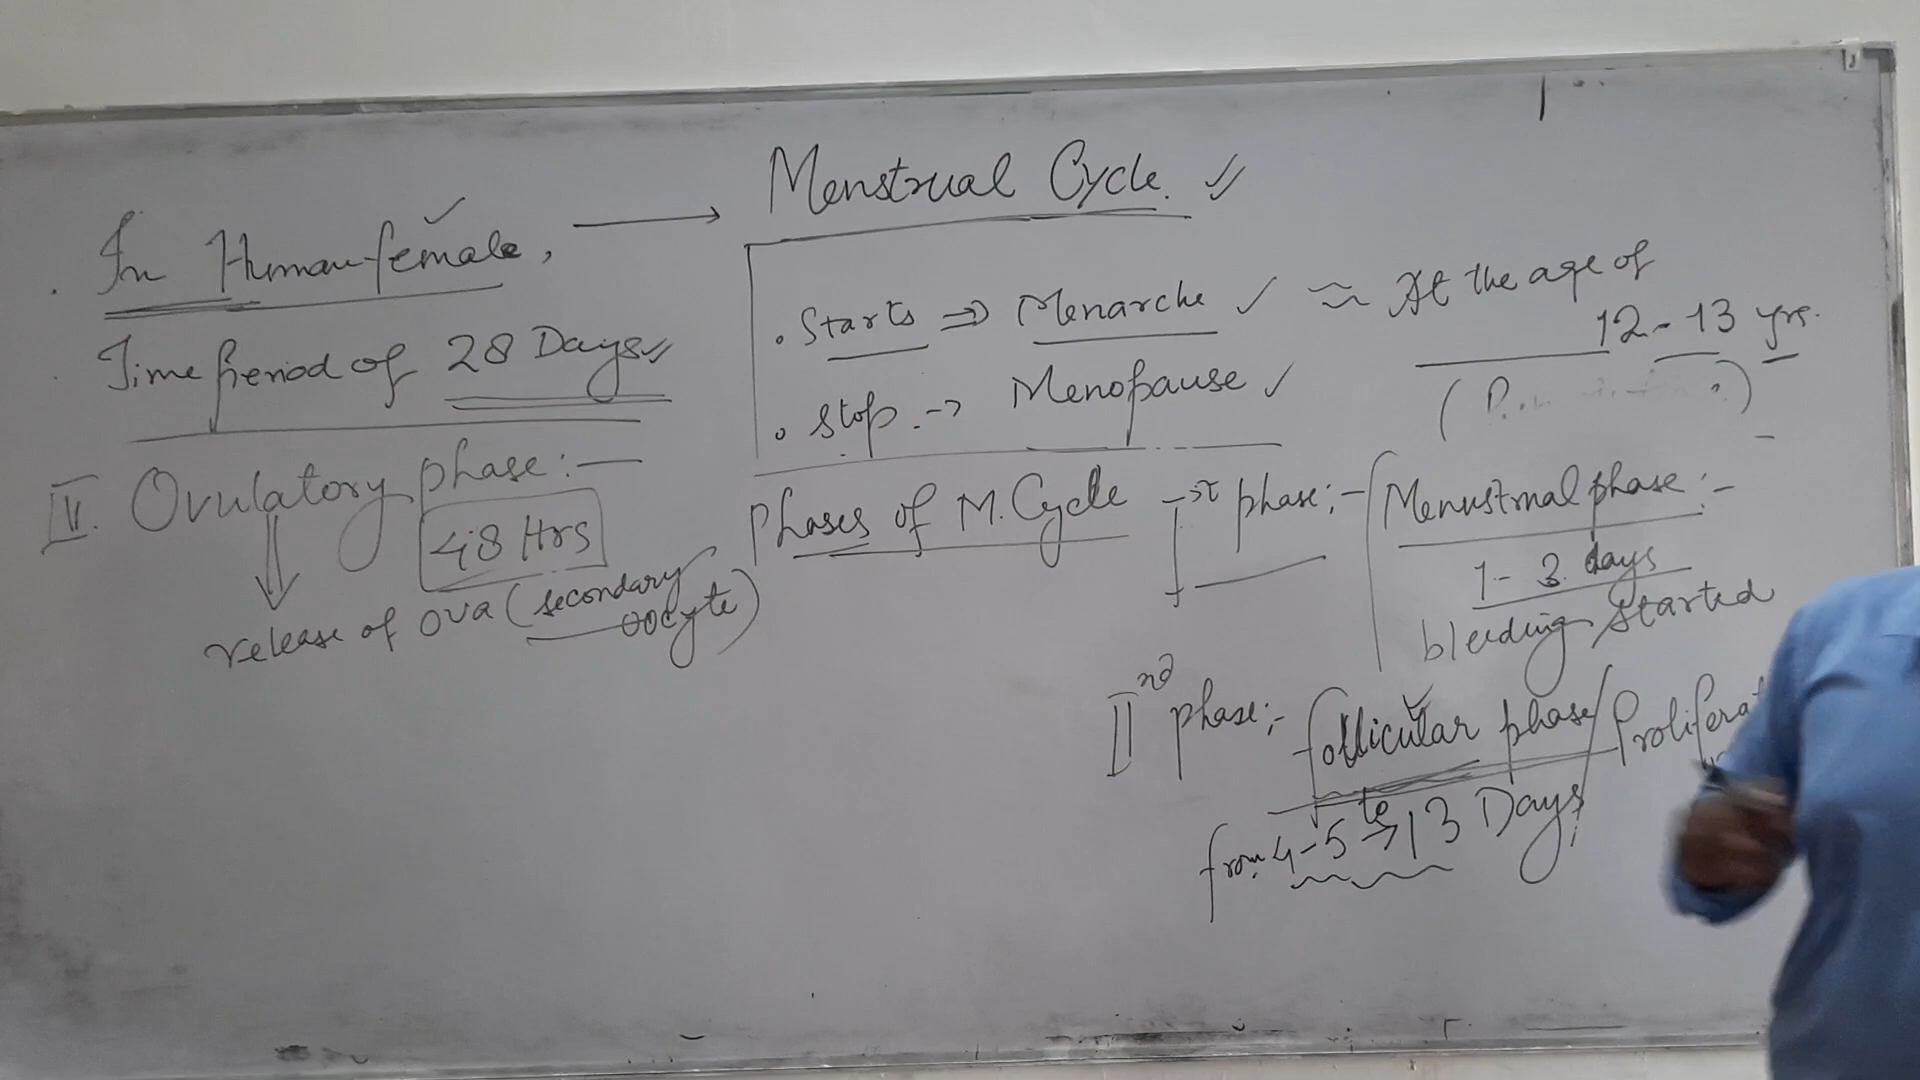 Menstrual Cycle.
In Human female,
Time period of 28 Days
• Starts ⇒ Menarche ≈ At the age of
12-13 yrs.
• Stop. → Menopause
Phases of M. Cycle
Ist phase:- Menustrual phase:-
1-3 days
bleeding started
IInd phase:- follicular phase/
from 4-5 to → 13 Days
Ovulatory phase:-
48 Hrs
release of ova (secondary
oocyte)